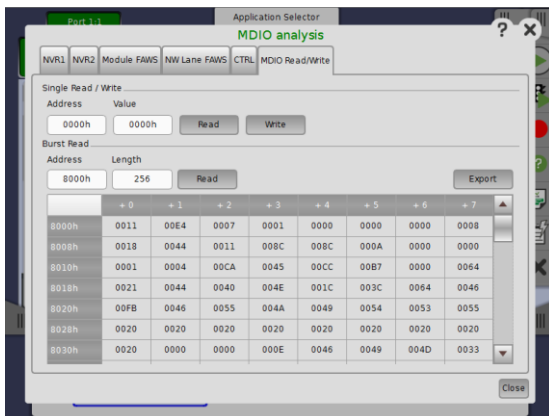 Port 1:1
Application Selector
MDIO analysis
? X
NVR1 NVR2 Module FAWS NW Lane FAWS CTRL MDIO Read/Write
Single Read / Write
Address Value
0000h 0000h Read Write
Burst Read
Address Length
8000h 256 Read Export
+ 0 + 1 + 2 + 3 + 4 + 5 + 6 + 7
8000h 0011 00E4 0007 0001 0000 0000 0000 0008
8008h 0018 0044 0011 008C 008C 000A 0000 0000
8010h 0001 0004 00CA 0045 00CC 00B7 0000 0064
8018h 0021 0044 0040 004E 001C 003C 0064 0046
8020h 00FB 0046 0055 004A 0049 0054 0053 0055
8028h 0020 0020 0020 0020 0020 0020 0020 0020
8030h 0020 0000 0000 000E 0046 0049 004D 0033
Close